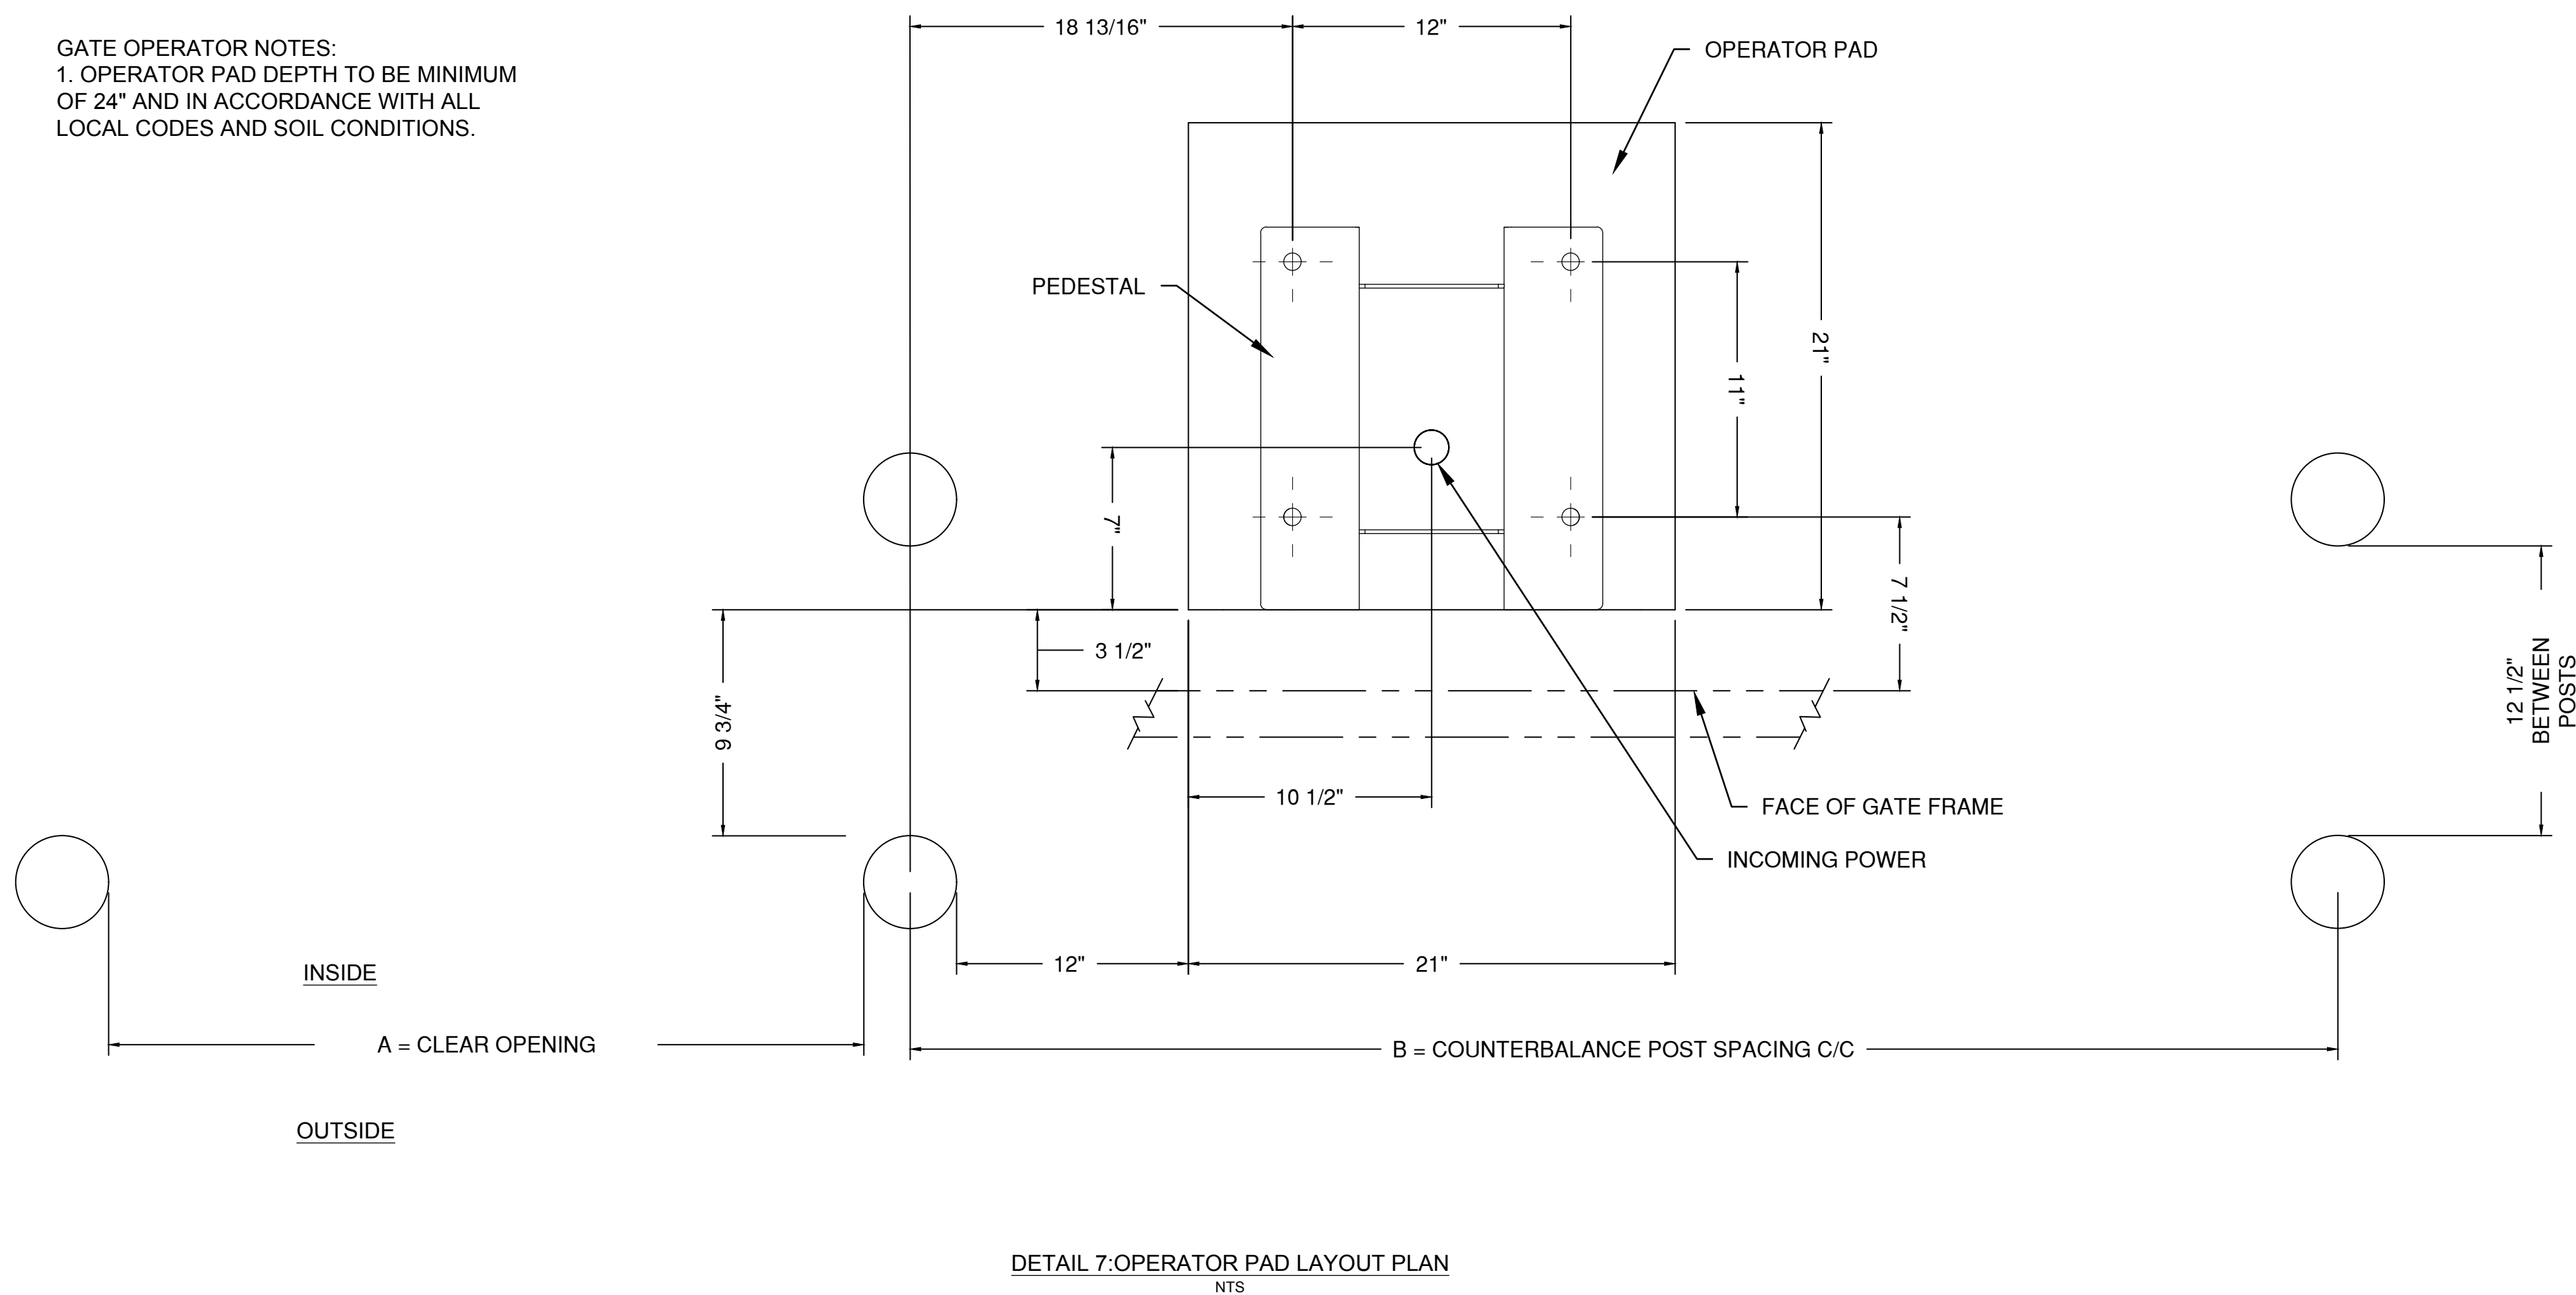 GATE OPERATOR NOTES:
1. OPERATOR PAD DEPTH TO BE MINIMUM
OF 24" AND IN ACCORDANCE WITH ALL
LOCAL CODES AND SOIL CONDITIONS.
18 13/16"
12"
OPERATOR PAD
PEDESTAL
21"
11"
7"
7 1/2"
3 1/2"
9 3/4"
12 1/2"
BETWEEN
POSTS
10 1/2"
FACE OF GATE FRAME
INCOMING POWER
12"
21"
INSIDE
A = CLEAR OPENING
B = COUNTERBALANCE POST SPACING C/C
OUTSIDE
DETAIL 7:OPERATOR PAD LAYOUT PLAN
NTS